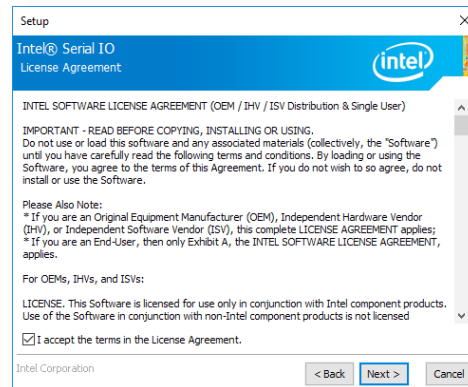 Setup
Intel® Serial IO
License Agreement
intel
INTEL SOFTWARE LICENSE AGREEMENT (OEM / IHV / ISV Distribution & Single User)
IMPORTANT - READ BEFORE COPYING, INSTALLING OR USING.
Do not use or load this software and any associated materials (collectively, the "Software")
until you have carefully read the following terms and conditions. By loading or using the
Software, you agree to the terms of this Agreement. If you do not wish to so agree, do not
install or use the Software.
Please Also Note:
* If you are an Original Equipment Manufacturer (OEM), Independent Hardware Vendor
(IHV), or Independent Software Vendor (ISV), this complete LICENSE AGREEMENT applies;
* If you are an End-User, then only Exhibit A, the INTEL SOFTWARE LICENSE AGREEMENT,
applies.
For OEMs, IHVs, and ISVs:
LICENSE. This Software is licensed for use only in conjunction with Intel component products.
Use of the Software in conjunction with non-Intel component products is not licensed
I accept the terms in the License Agreement.
Intel Corporation
< Back
Next >
Cancel